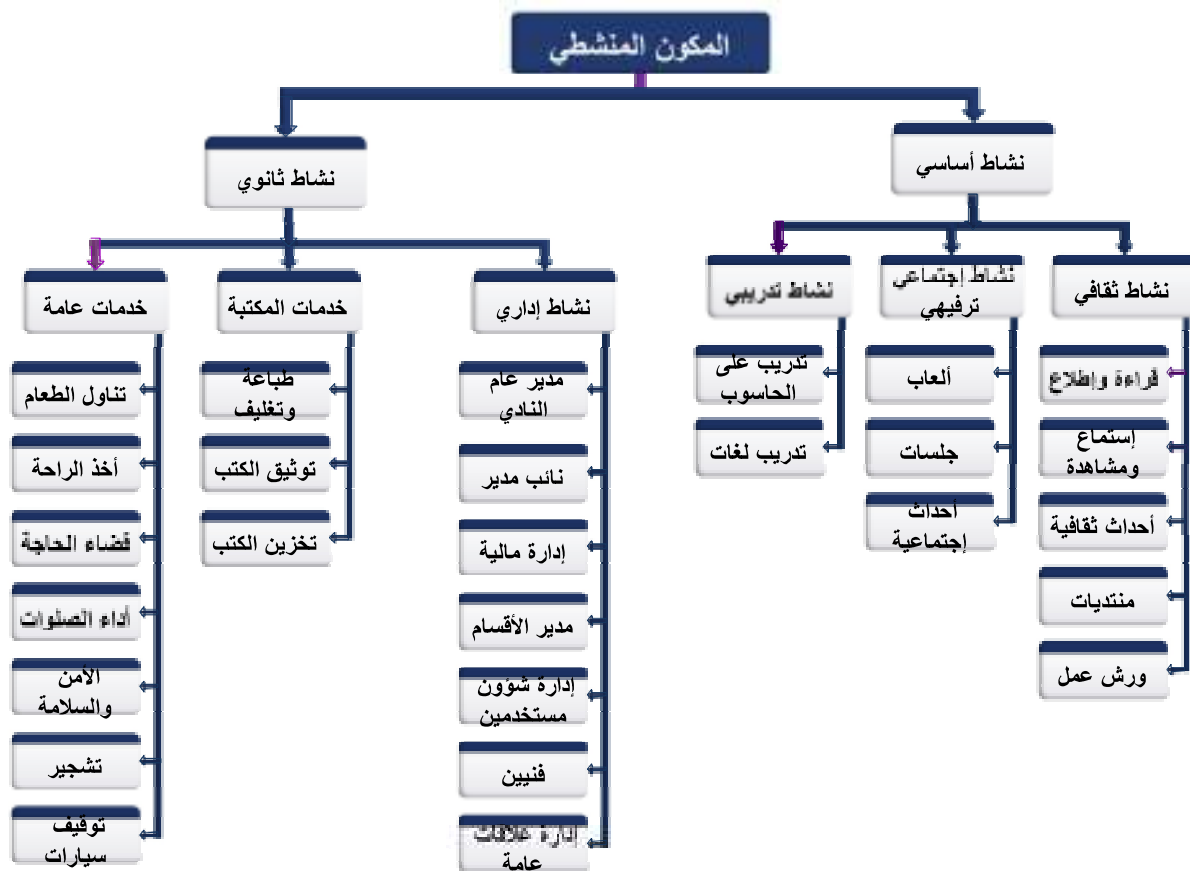 المكون المنشطي
نشاط أساسي
نشاط ثانوي
نشاط ثقافي
نشاط إجتماعي
ترفيهي
نشاط تدريبي
نشاط إداري
خدمات المكتبة
خدمات عامة
قراءة وإطلاع
إستماع
ومشاهدة
أحداث ثقافية
منتديات
ورش عمل
ألعاب
جلسات
أحداث
إجتماعية
تدريب على
الحاسوب
تدريب لغات
مدير عام
النادي
نائب مدير
إدارة مالية
مدير الأقسام
إدارة شؤون
مستخدمين
فنيين
إدارة علاقات
عامة
طباعة
وتغليف
توثيق الكتب
تخزين الكتب
تناول الطعام
أخذ الراحة
قضاء الحاجة
أداء الصلوات
الأمن
والسلامة
تشجير
توقيف
سيارات